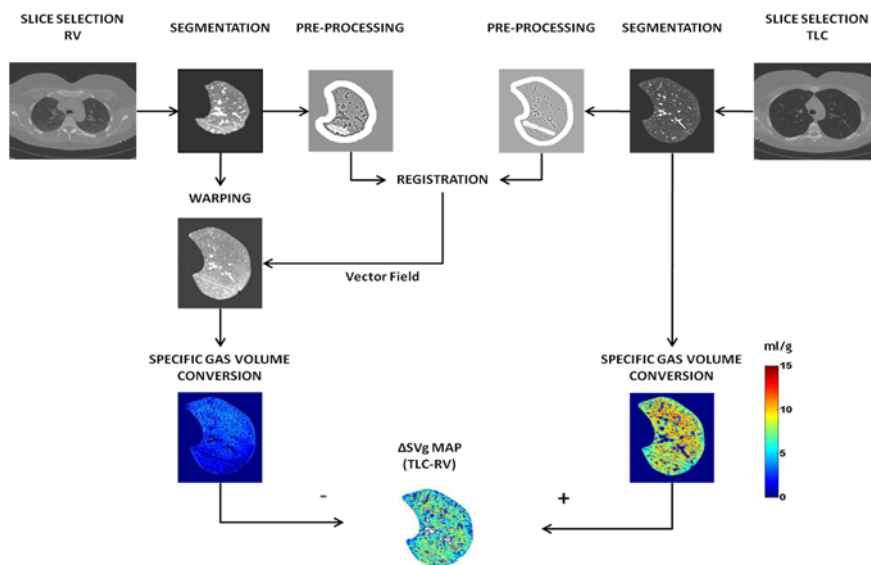 SLICE SELECTION
RV
SEGMENTATION
PRE-PROCESSING
PRE-PROCESSING
SEGMENTATION
SLICE SELECTION
TLC
REGISTRATION
WARPING
Vector Field
SPECIFIC GAS VOLUME
CONVERSION
SPECIFIC GAS VOLUME
CONVERSION
ml/g
15
10
5
0
ΔSVg MAP
(TLC-RV)
-
+